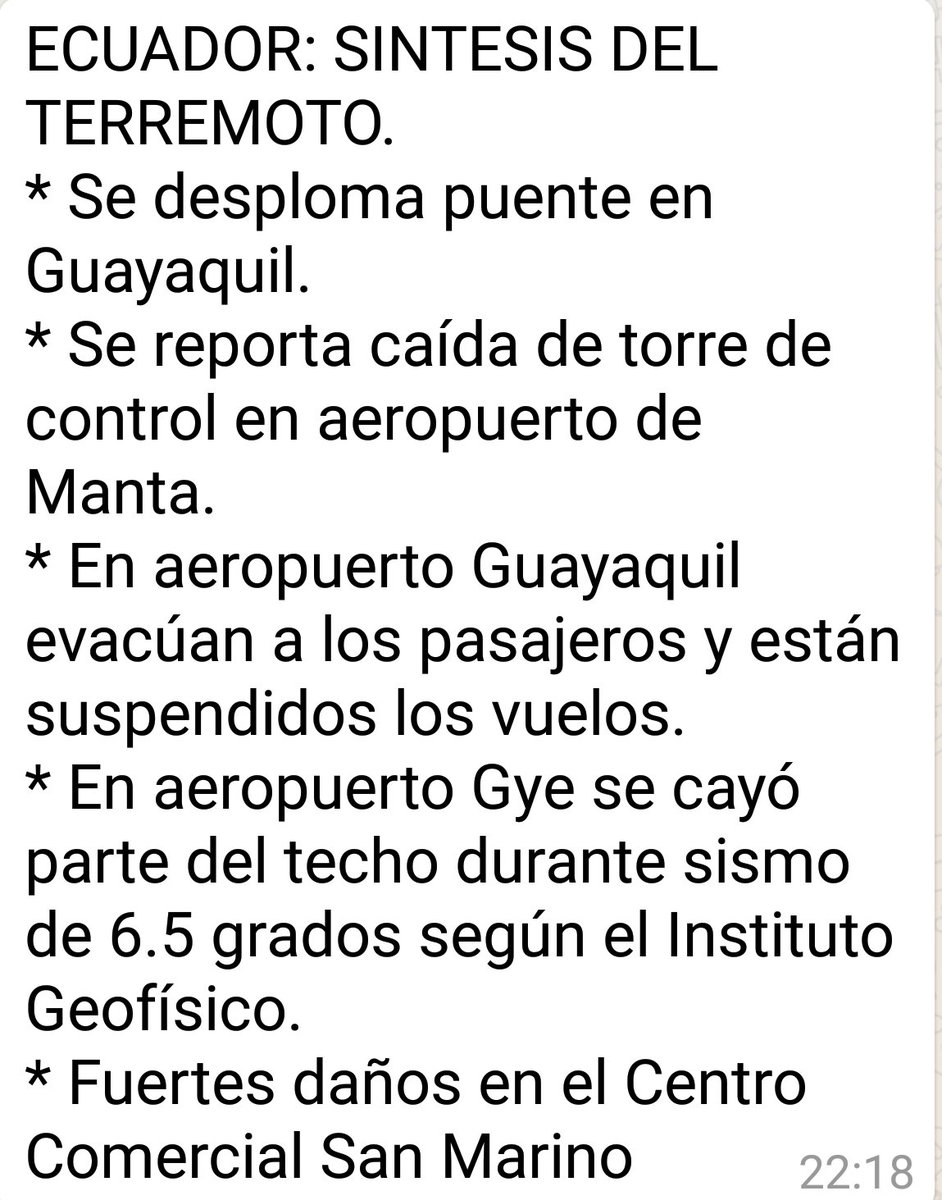 ECUADOR: SINTESIS DEL
TERREMOTO.
* Se desploma puente en
Guayaquil.
* Se reporta caída de torre de
control en aeropuerto de
Manta.
* En aeropuerto Guayaquil
evacúan a los pasajeros y están
suspendidos los vuelos.
* En aeropuerto Gye se cayó
parte del techo durante sismo
de 6.5 grados según el Instituto
Geofísico.
* Fuertes daños en el Centro
Comercial San Marino
22:18